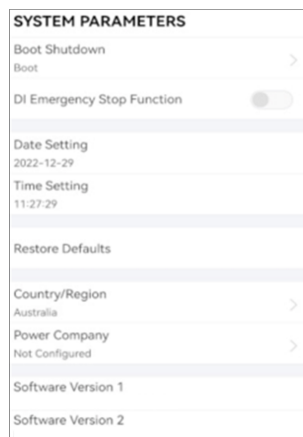 SYSTEM PARAMETERS
Boot Shutdown
Boot
DI Emergency Stop Function
Date Setting
2022-12-29
Time Setting
11:27:29
Restore Defaults
Country/Region
Australia
Power Company
Not Configured
Software Version 1
Software Version 2